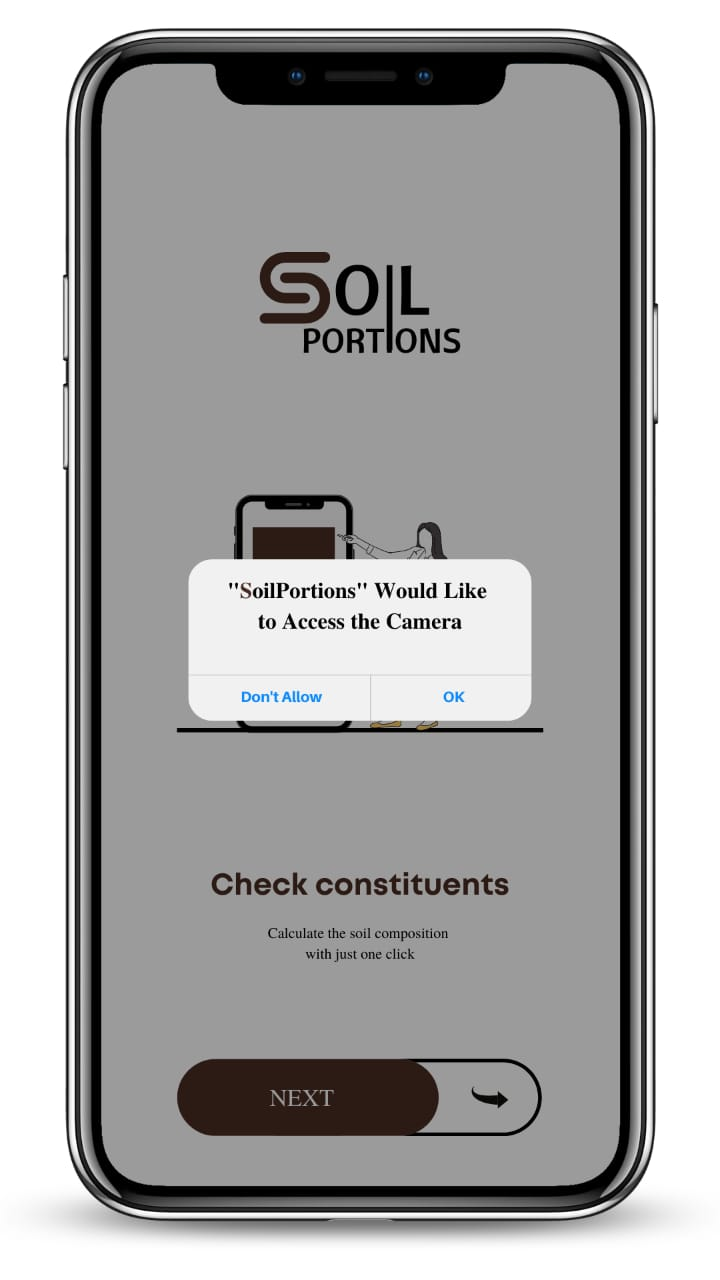 SOIL
PORTIONS
"SoilPortions" Would Like
to Access the Camera
Don't Allow OK
Check constituents
Calculate the soil composition
with just one click
NEXT